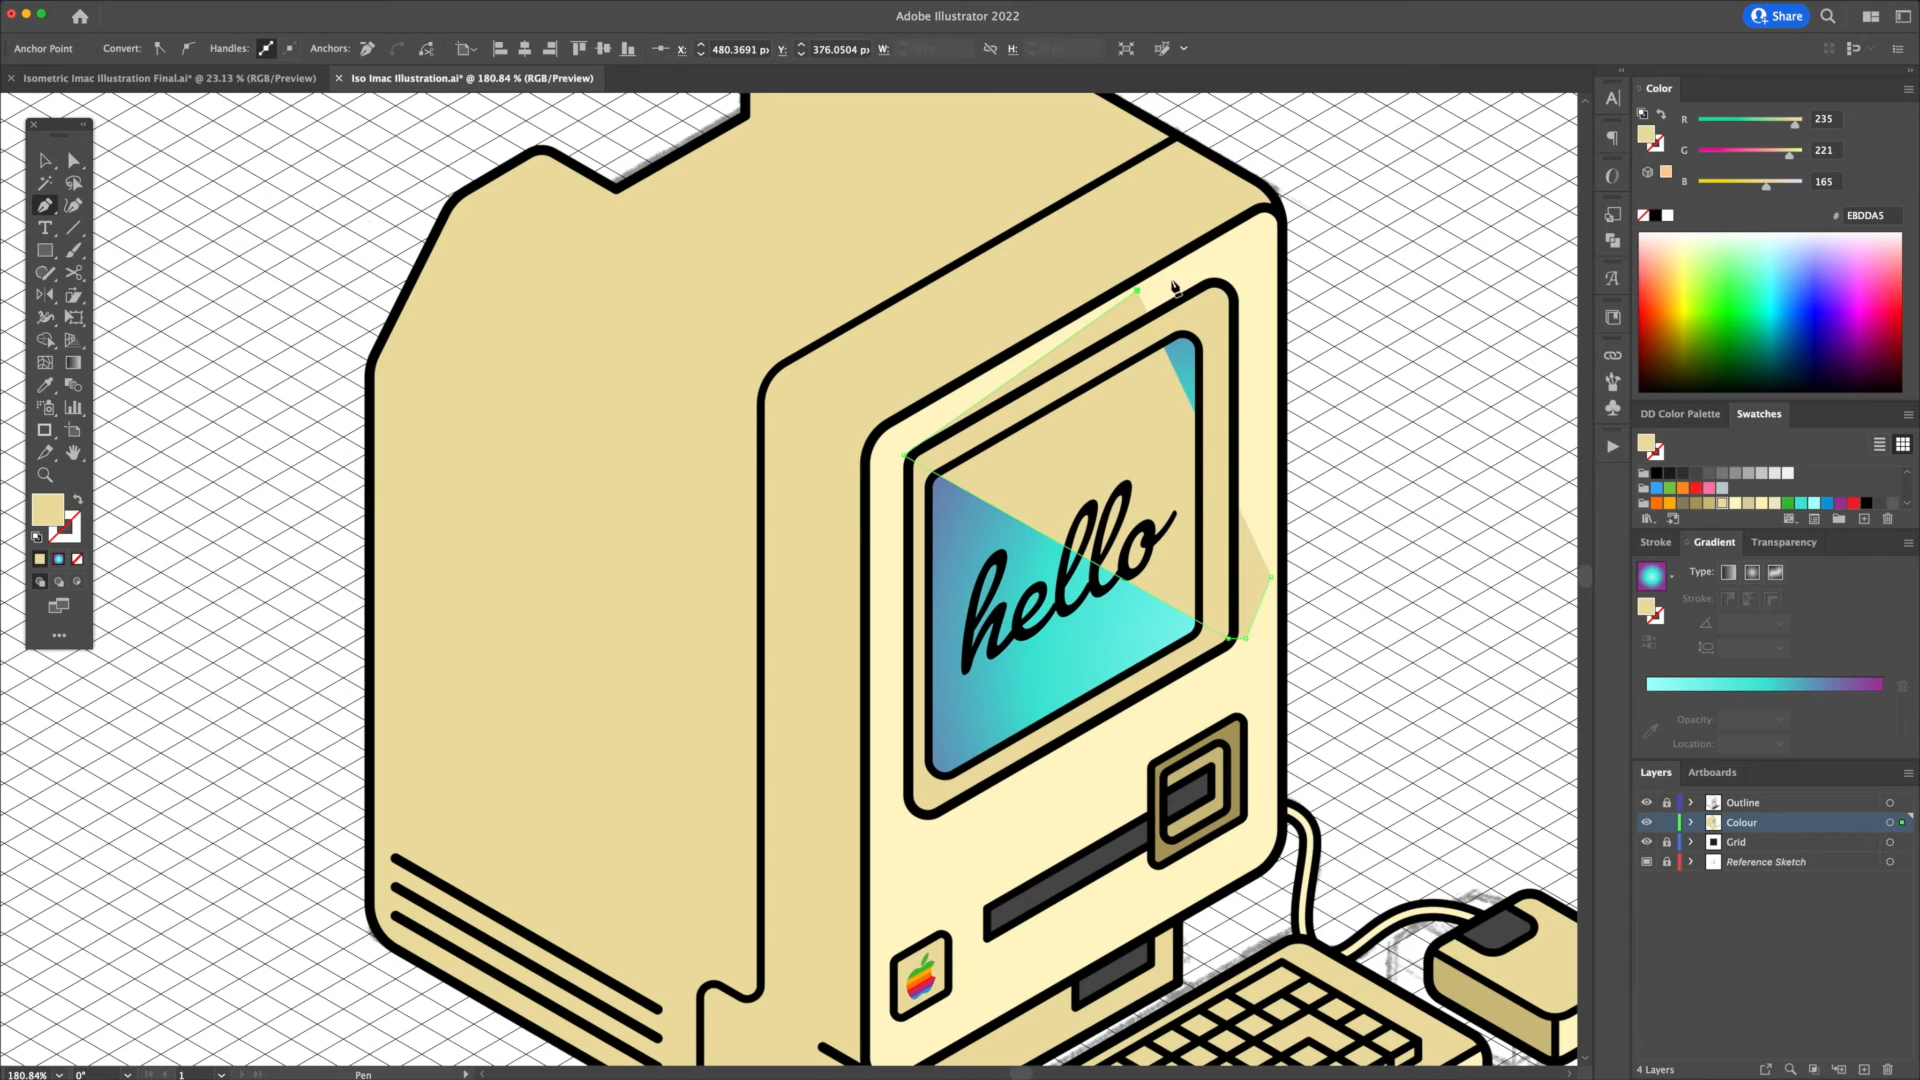 Adobe Illustrator 2022
Share
Anchor Point
Convert:
Handles:
Anchors:
X:
480.3691 px
Y:
376.0504 px
W:
H:
Isometric Imac Illustration Final.ai* @ 23.13 % (RGB/Preview)
Iso Imac Illustration.ai* @ 180.84 % (RGB/Preview)
Color
R
235
G
221
B
165
# EBDDA5
DD Color Palette
Swatches
Stroke
Gradient
Transparency
Type:
Stroke:
Opacity:
Location:
Layers
Artboards
Outline
Colour
Grid
Reference Sketch
4 Layers
hello
180.84%
0°
1
Pen